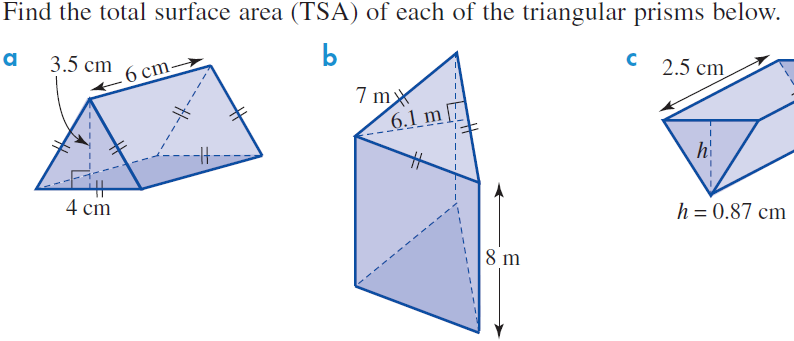 Find the total surface area (TSA) of each of the triangular prisms below.
a
3.5 cm
6 cm
4 cm
b
7 m
6.1 m
8 m
c
2.5 cm
h
h = 0.87 cm